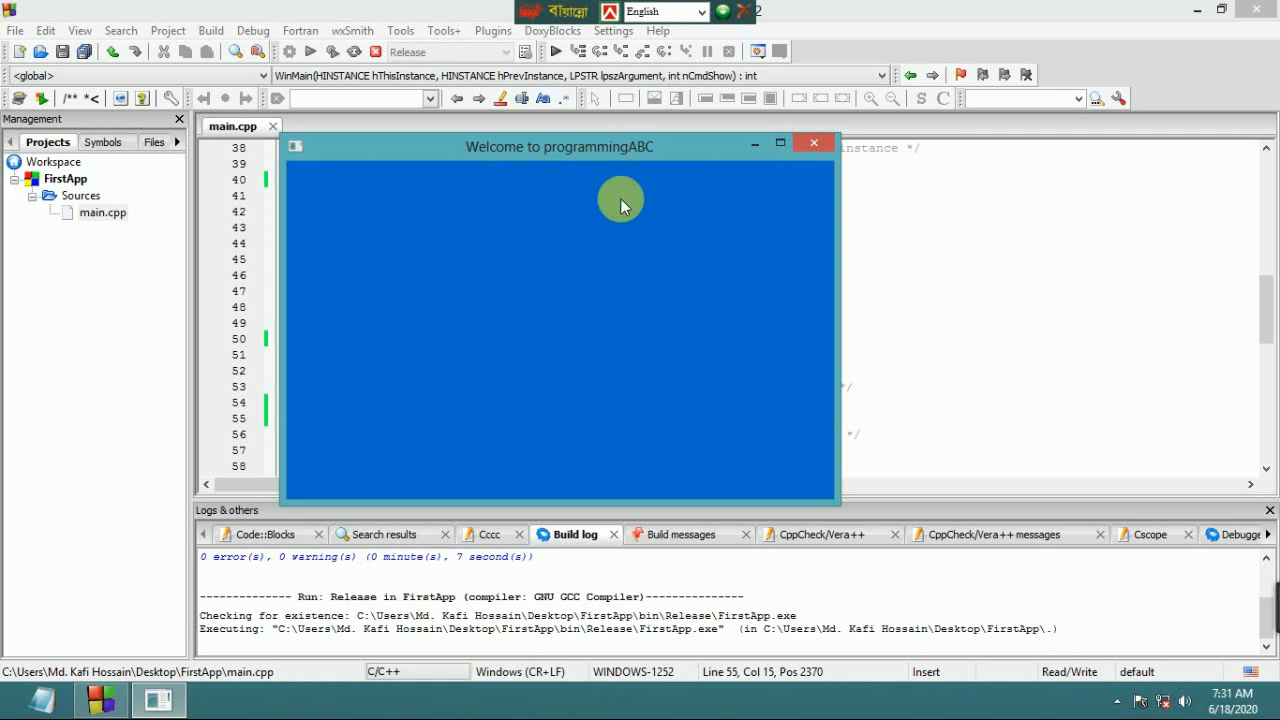 বায়ান্নো English 2
File Edit View Search Project Build Debug Fortran wxSmith Tools Tools+ Plugins DoxyBlocks Settings Help
Release
<global> WinMain(HINSTANCE hThisInstance, HINSTANCE hPrevInstance, LPSTR lpszArgument, int nCmdShow) : int
/** *< .* S C
Management
Projects Symbols Files
main.cpp
Workspace
FirstApp
Sources
main.cpp
Welcome to programmingABC
38 instance */
39
40
41
42
43
44
45
46
47
48
49
50
51
52
53 */
54
55
56 */
57
58
Logs & others
Code::Blocks Search results Cccc Build log Build messages CppCheck/Vera++ CppCheck/Vera++ messages Cscope Debugge
0 error(s), 0 warning(s) (0 minute(s), 7 second(s))
-------------- Run: Release in FirstApp (compiler: GNU GCC Compiler)---------------
Checking for existence: C:\Users\Md. Kafi Hossain\Desktop\FirstApp\bin\Release\FirstApp.exe
Executing: "C:\Users\Md. Kafi Hossain\Desktop\FirstApp\bin\Release\FirstApp.exe" (in C:\Users\Md. Kafi Hossain\Desktop\FirstApp\.)
C:\Users\Md. Kafi Hossain\Desktop\FirstApp\main.cpp C/C++ Windows (CR+LF) WINDOWS-1252 Line 55, Col 15, Pos 2370 Insert Read/Write default
7:31 AM
6/18/2020